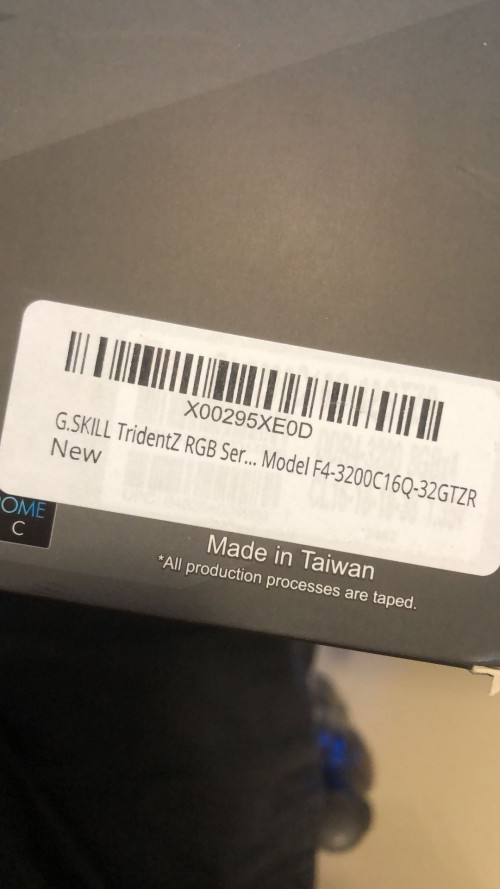 X00295XE0D
G.SKILL TridentZ RGB Ser... Model F4-3200C16Q-32GTZR
New
OME
C
Made in Taiwan
*All production processes are taped.